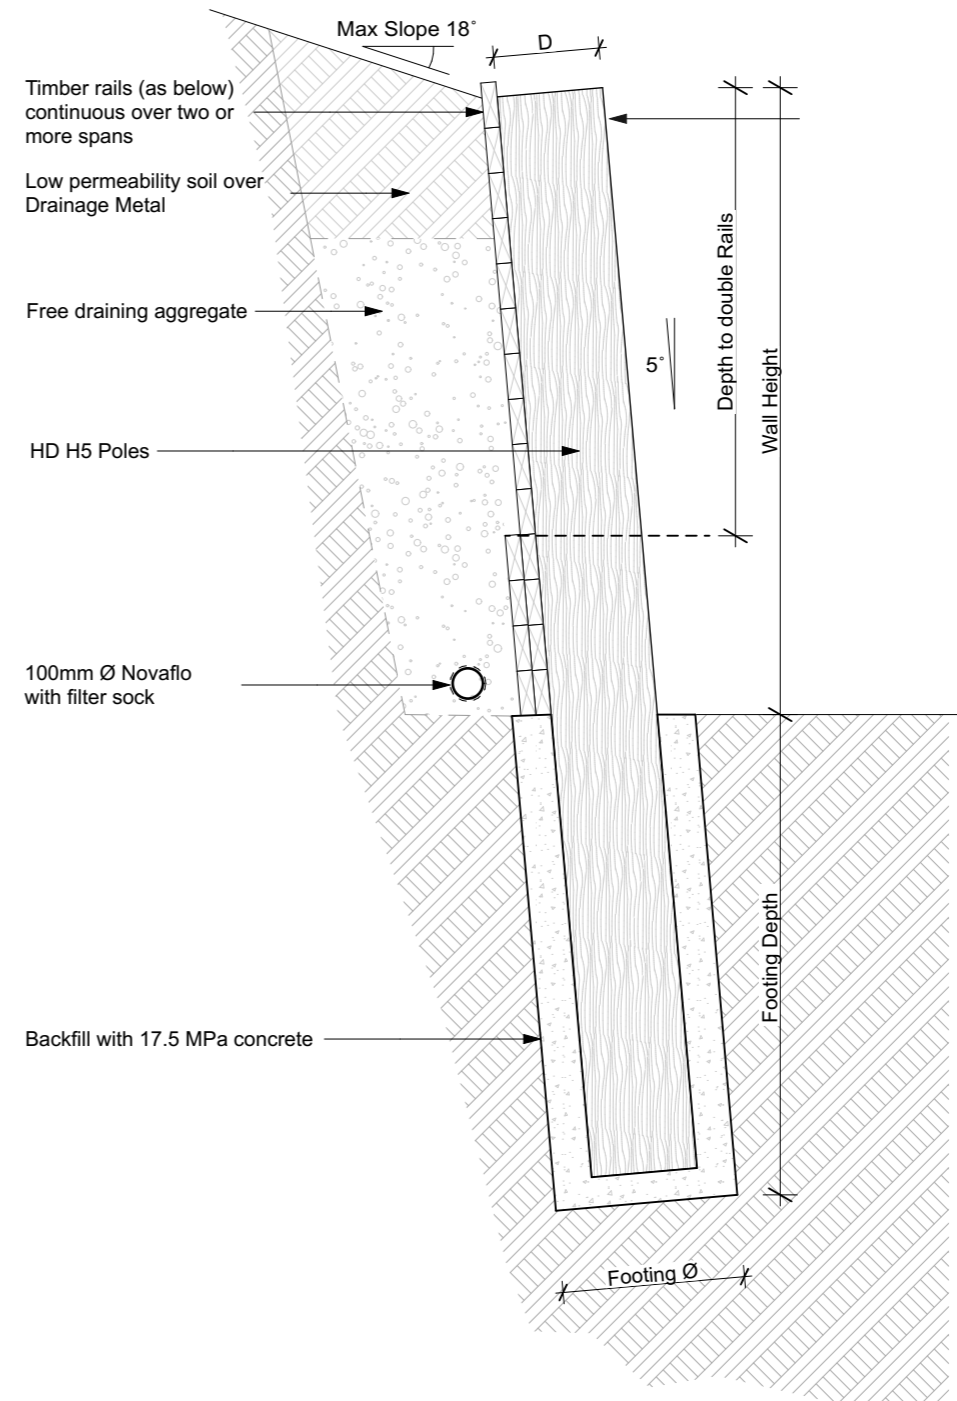 Max Slope 18°
D
Timber rails (as below)
continuous over two or
more spans
Low permeability soil over
Drainage Metal
Free draining aggregate
Depth to double Rails
Wall Height
5°
HD H5 Poles
100mm Ø Novaflo
with filter sock
Footing Depth
Backfill with 17.5 MPa concrete
Footing Ø